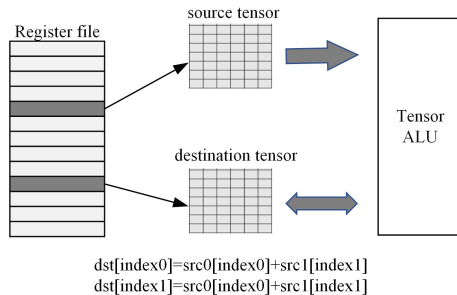 Register file
source tensor
Tensor
ALU
destination tensor
dst[index0]=src0[index0]+src1[index1]
dst[index1]=src0[index0]+src1[index1]